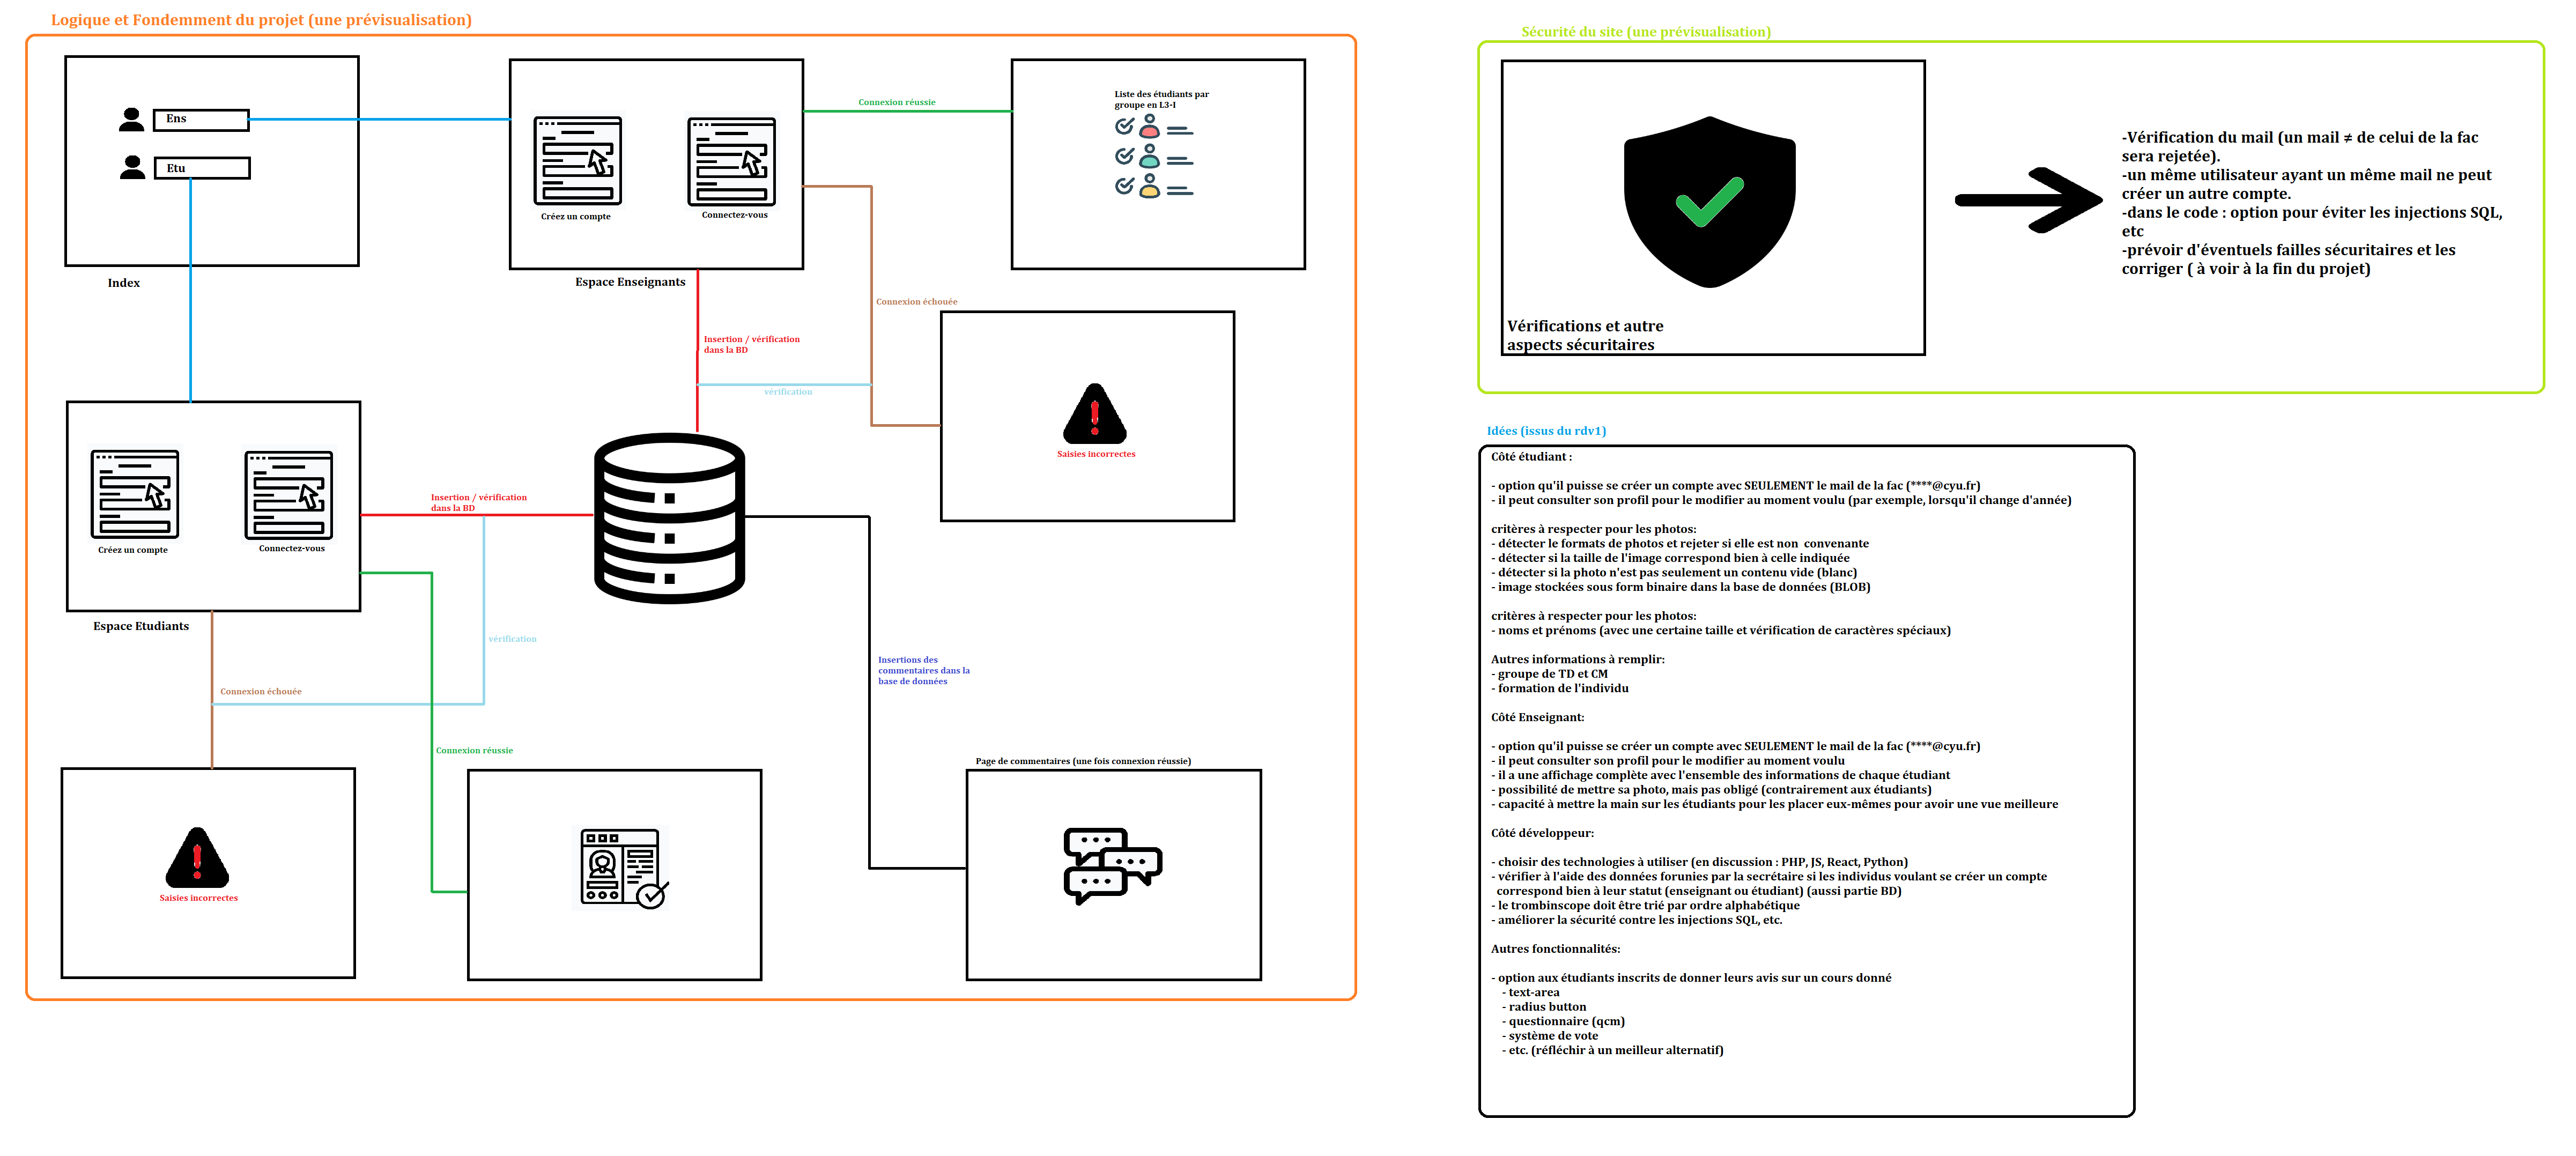 Logique et Fondemment du projet (une prévisualisation)
Ens
Etu
Index
Créez un compte
Connectez-vous
Espace Enseignants
Connexion réussie
Liste des étudiants par
groupe en L3-I
Connexion échouée
Insertion / vérification
dans la BD
vérification
Saisies incorrectes
Créez un compte
Connectez-vous
Espace Etudiants
Insertion / vérification
dans la BD
vérification
Connexion échouée
Connexion réussie
Insertions des
commentaires dans la
base de données
Saisies incorrectes
Page de commentaires (une fois connexion réussie)
Sécurité du site (une prévisualisation)
Vérifications et autre
aspects sécuritaires
-Vérification du mail (un mail ≠ de celui de la fac
sera rejetée).
-un même utilisateur ayant un même mail ne peut
créer un autre compte.
-dans le code : option pour éviter les injections SQL,
etc
-prévoir d'éventuels failles sécuritaires et les
corriger ( à voir à la fin du projet)
Idées (issus du rdv1)
Côté étudiant :
- option qu'il puisse se créer un compte avec SEULEMENT le mail de la fac (****@cyu.fr)
- il peut consulter son profil pour le modifier au moment voulu (par exemple, lorsqu'il change d'année)
critères à respecter pour les photos:
- détecter le formats de photos et rejeter si elle est non  convenante
- détecter si la taille de l'image correspond bien à celle indiquée
- détecter si la photo n'est pas seulement un contenu vide (blanc)
- image stockées sous form binaire dans la base de données (BLOB)
critères à respecter pour les photos:
- noms et prénoms (avec une certaine taille et vérification de caractères spéciaux)
Autres informations à remplir:
- groupe de TD et CM
- formation de l'individu
Côté Enseignant:
- option qu'il puisse se créer un compte avec SEULEMENT le mail de la fac (****@cyu.fr)
- il peut consulter son profil pour le modifier au moment voulu
- il a une affichage complète avec l'ensemble des informations de chaque étudiant
- possibilité de mettre sa photo, mais pas obligé (contrairement aux étudiants)
- capacité à mettre la main sur les étudiants pour les placer eux-mêmes pour avoir une vue meilleure
Côté développeur:
- choisir des technologies à utiliser (en discussion : PHP, JS, React, Python)
- vérifier à l'aide des données forunies par la secrétaire si les individus voulant se créer un compte
correspond bien à leur statut (enseignant ou étudiant) (aussi partie BD)
- le trombinscope doit être trié par ordre alphabétique
- améliorer la sécurité contre les injections SQL, etc.
Autres fonctionnalités:
- option aux étudiants inscrits de donner leurs avis sur un cours donné
- text-area
- radius button
- questionnaire (qcm)
- système de vote
- etc. (réfléchir à un meilleur alternatif)